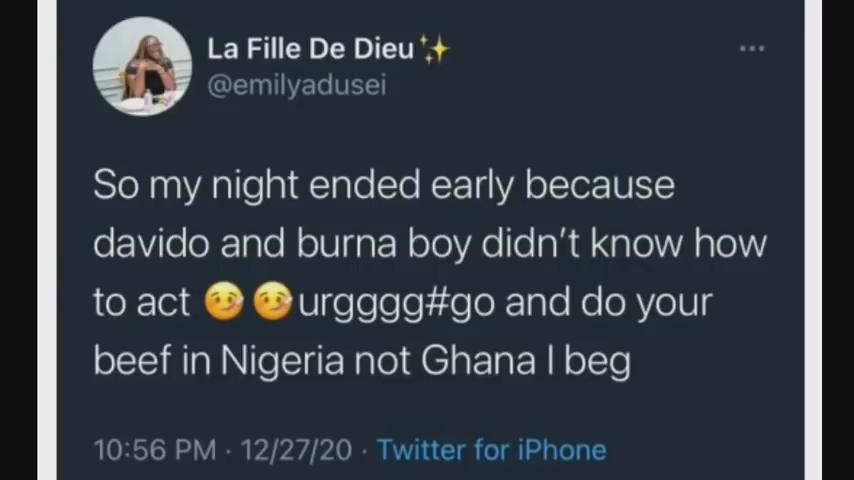 La Fille De Dieu✨
@emilyadusei
So my night ended early because
davido and burna boy didn't know how
to act 🤒🤒urgggg#go and do your
beef in Nigeria not Ghana I beg
10:56 PM · 12/27/20 · Twitter for iPhone